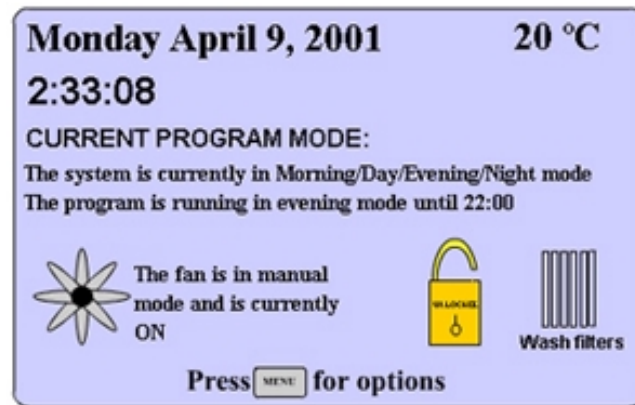 Monday April 9, 2001 20 °C
2:33:08
CURRENT PROGRAM MODE:
The system is currently in Morning/Day/Evening/Night mode
The program is running in evening mode until 22:00
The fan is in manual
mode and is currently
ON
UNLOCKED
Wash filters
Press MENU for options